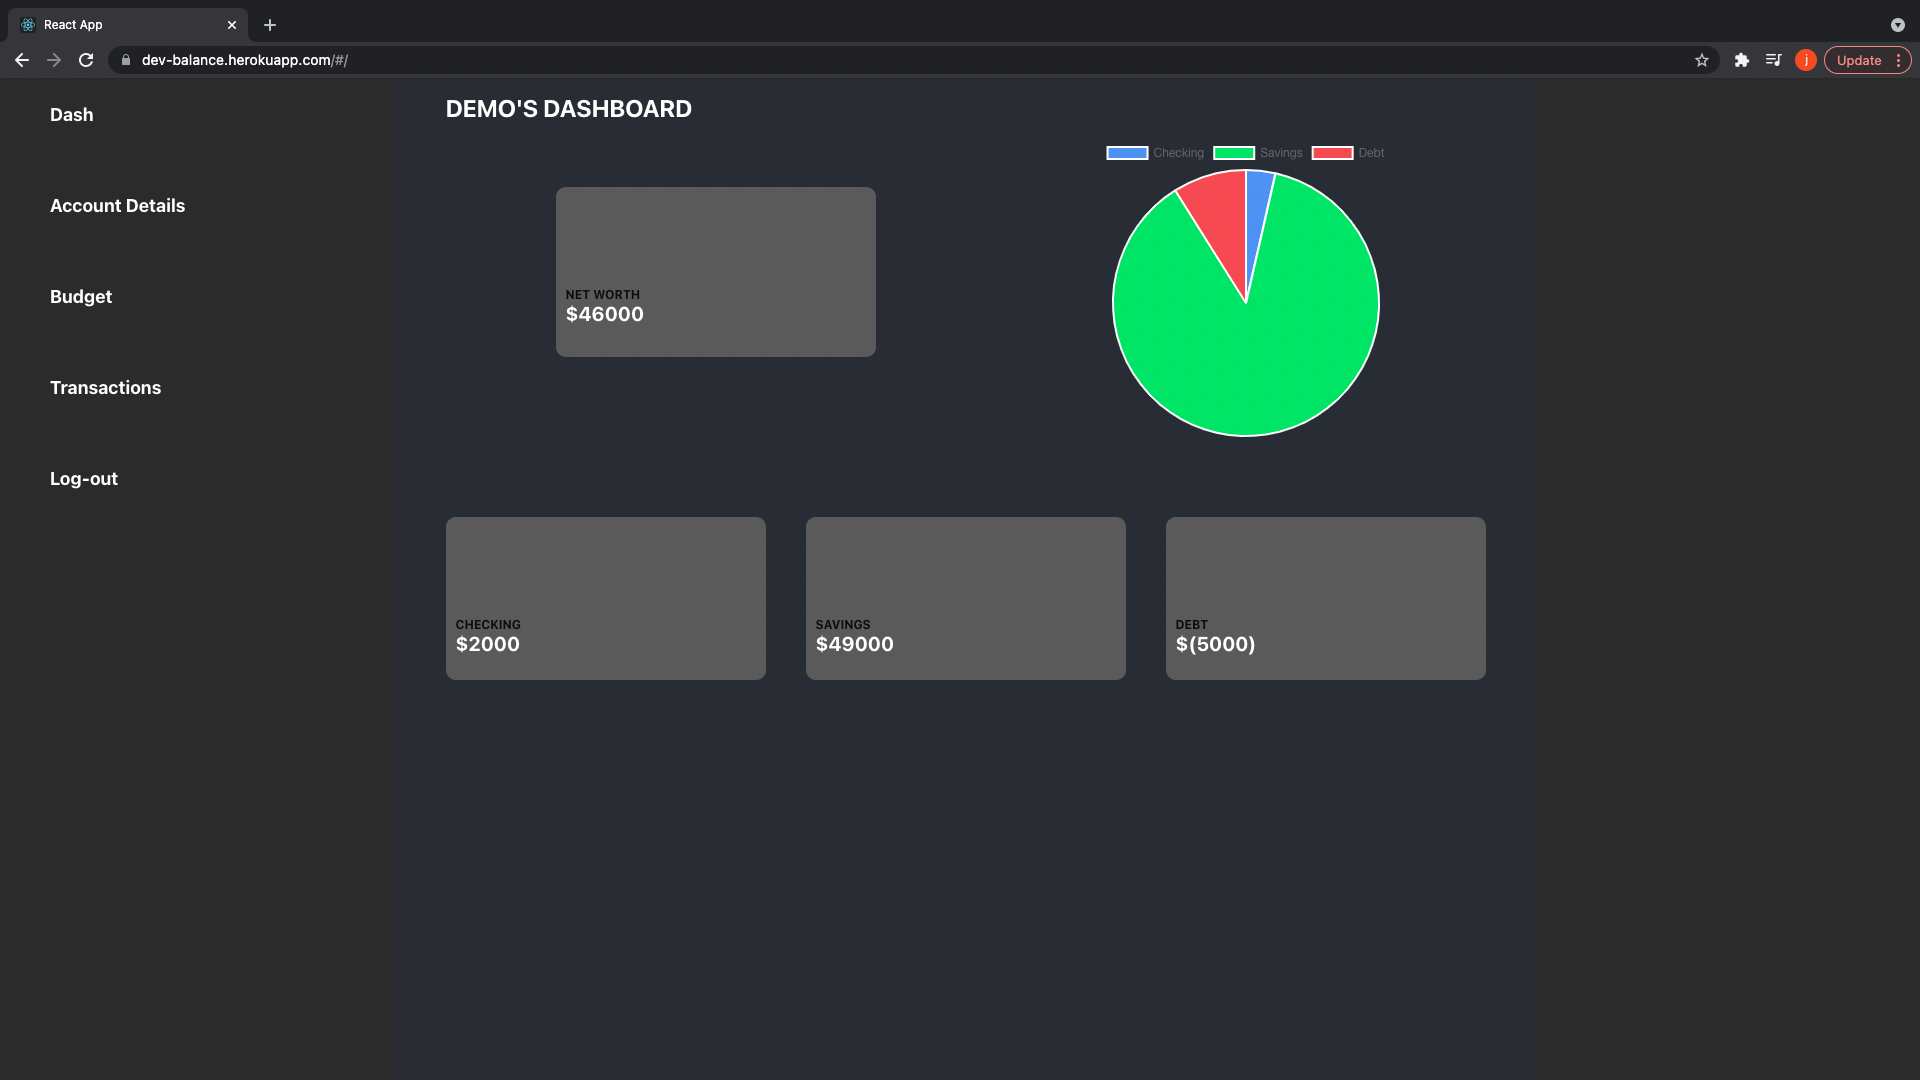 React App
dev-balance.herokuapp.com/#/
j
Update
Dash
Account Details
Budget
Transactions
Log-out
DEMO'S DASHBOARD
Checking Savings Debt
NET WORTH
$46000
CHECKING
$2000
SAVINGS
$49000
DEBT
$(5000)